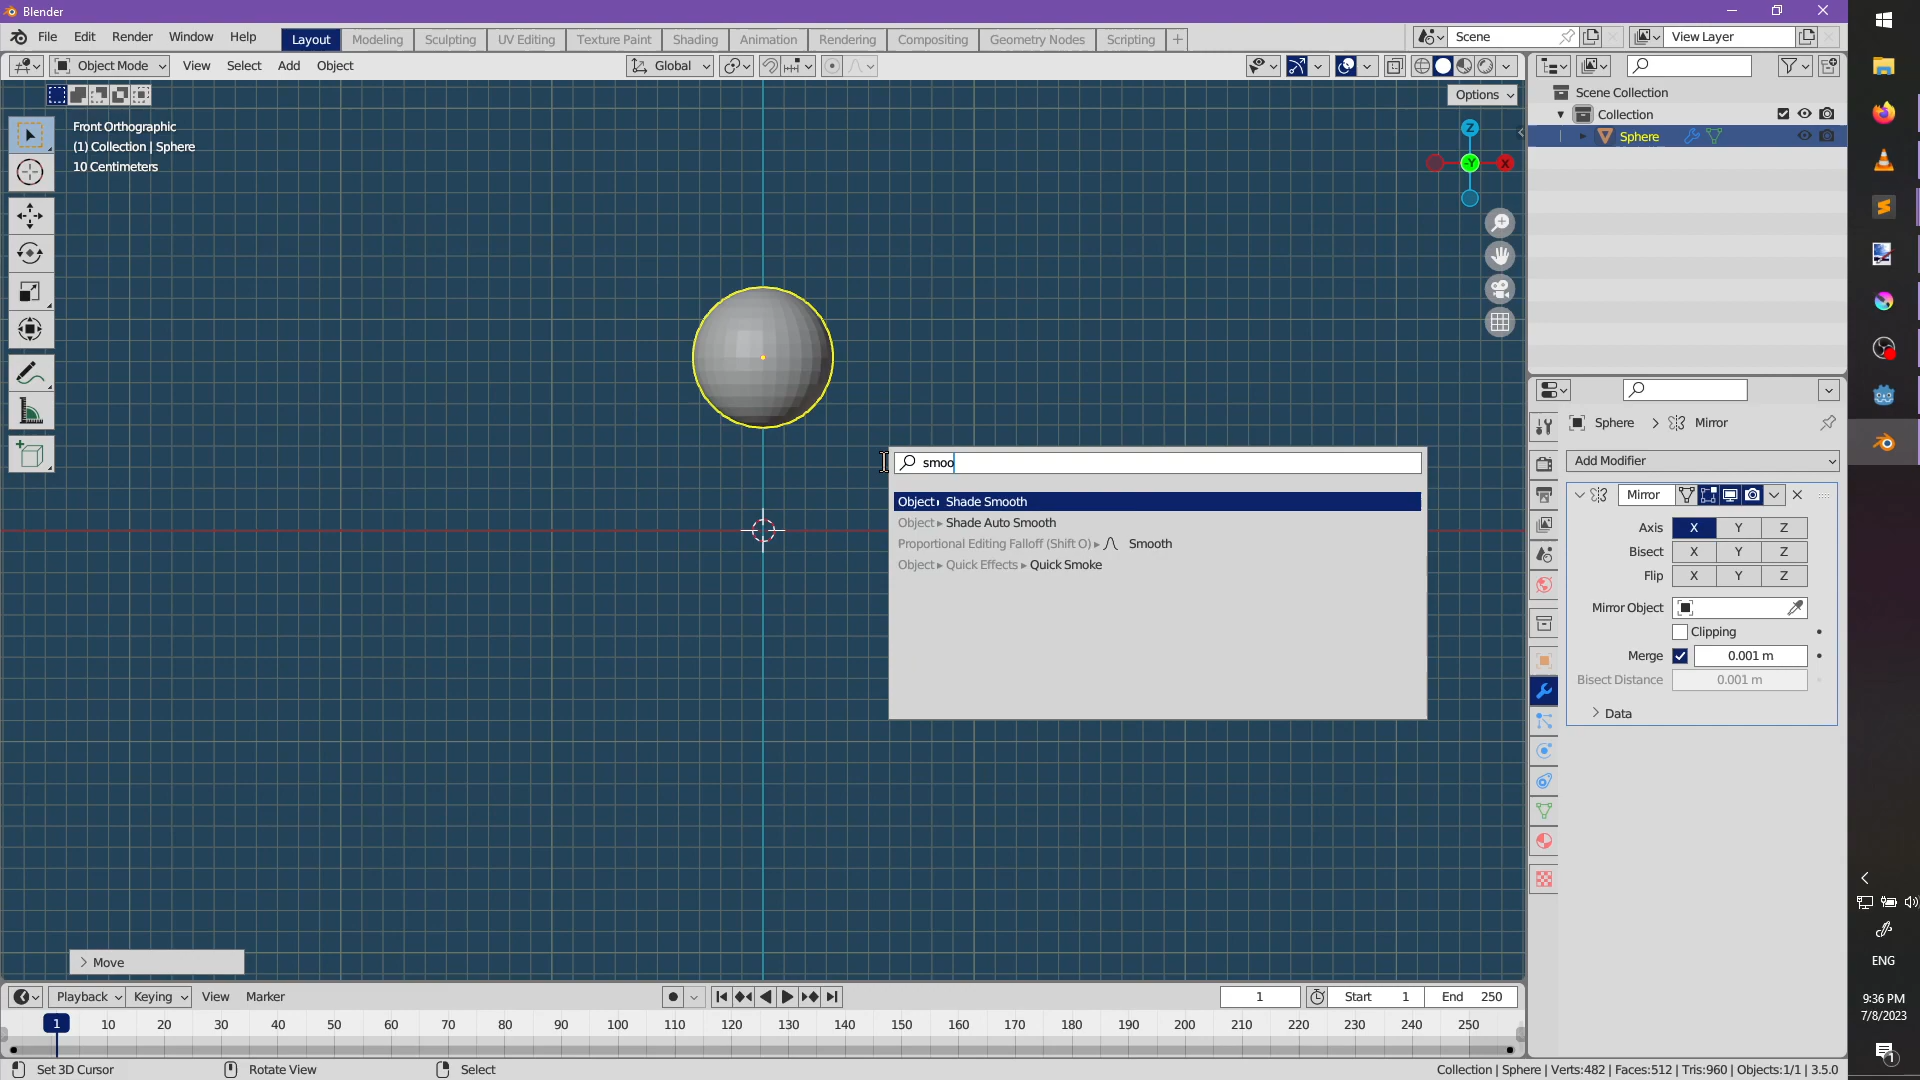 Blender
File Edit Render Window Help Layout Modeling Sculpting UV Editing Texture Paint Shading Animation Rendering Compositing Geometry Nodes Scripting Scene View Layer
Object Mode View Select Add Object Global
Options
Front Orthographic
(1) Collection | Sphere
10 Centimeters
Z
Y
X
smoo
Object Shade Smooth
Object Shade Auto Smooth
Proportional Editing Falloff (Shift O) Smooth
Object Quick Effects Quick Smoke
Scene Collection
Collection
Sphere
Sphere Mirror
Add Modifier
Mirror
Axis X Y Z
Bisect X Y Z
Flip X Y Z
Mirror Object
Clipping
Merge 0.001 m
Bisect Distance 0.001 m
Data
Move
Playback Keying View Marker 1 Start 1 End 250
1 10 20 30 40 50 60 70 80 90 100 110 120 130 140 150 160 170 180 190 200 210 220 230 240 250
Set 3D Cursor Rotate View Select Collection | Sphere | Verts:482 | Faces:512 | Tris:960 | Objects:1/1 | 3.5.0
ENG
9:36 PM
7/8/2023
1